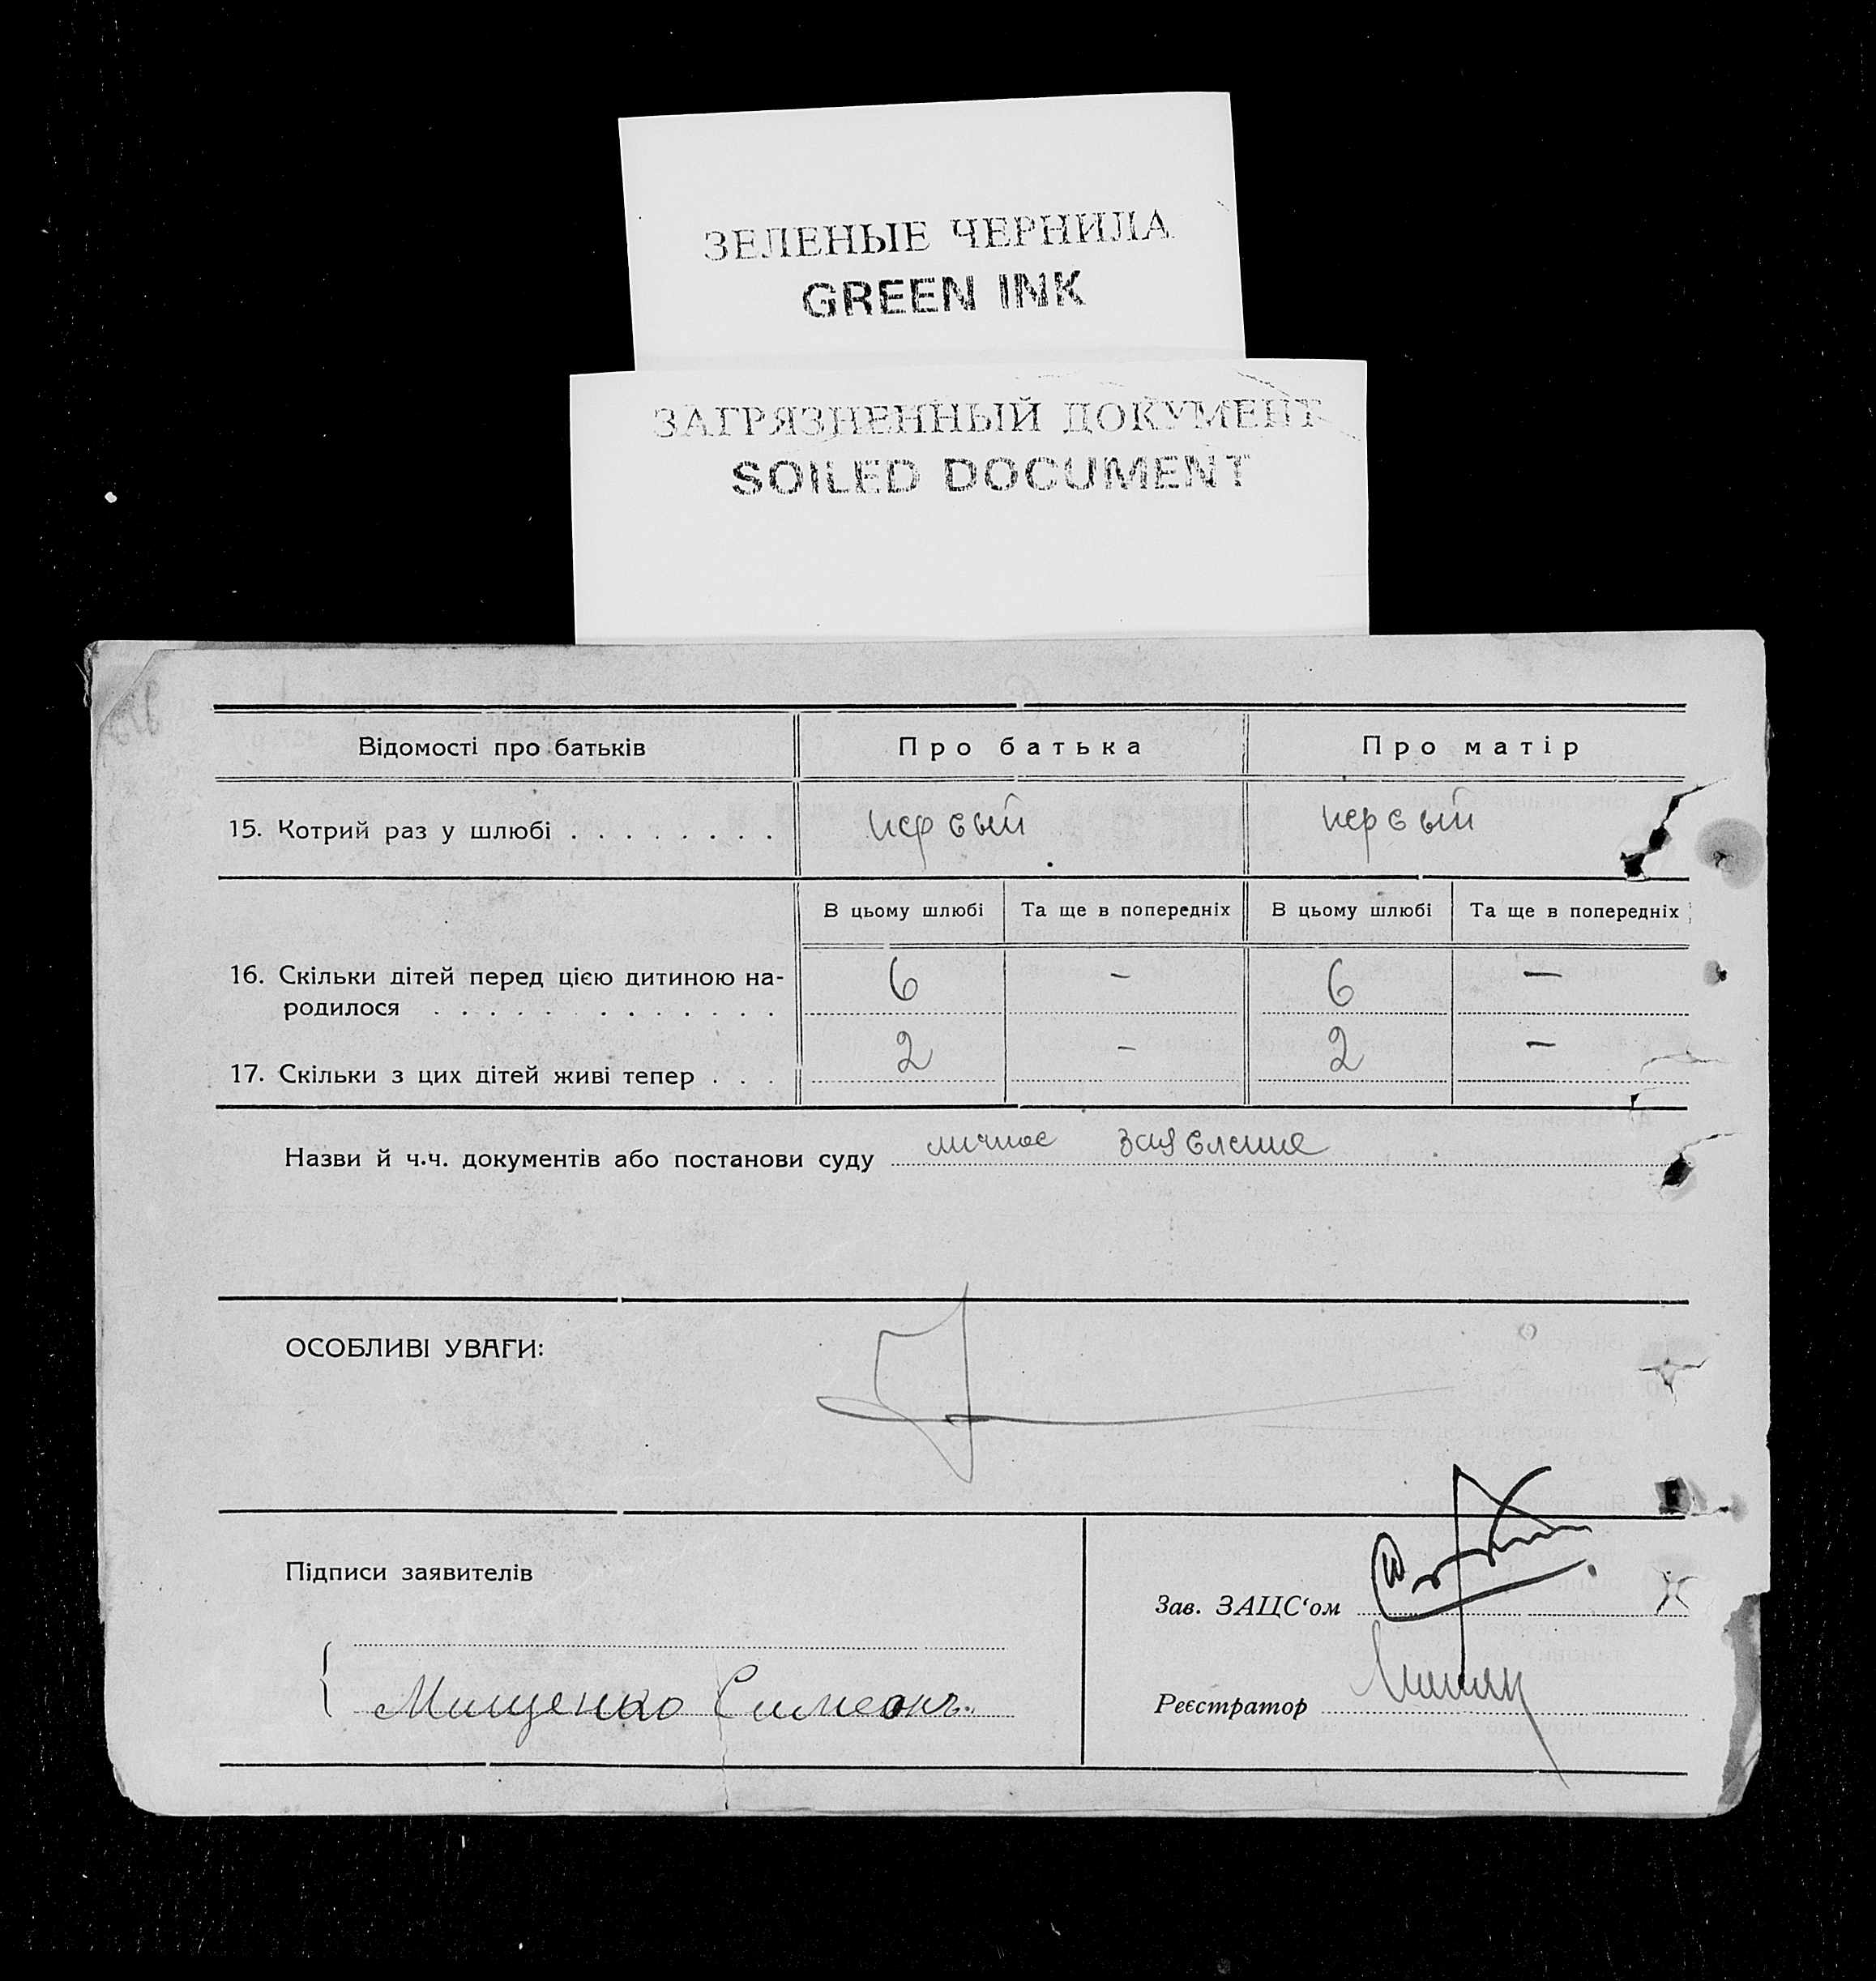 ЗЕЛЕНЫЕ ЧЕРНИЛА
GREEN INK
ЗАГРЯЗНЕННЫЙ ДОКУМЕНТ
SOILED DOCUMENT
Відомості про батьків Про батька Про матір
15. Котрий раз у шлюбі . . . . . . . . первый первый
В цьому шлюбі Та ще в попередніх В цьому шлюбі Та ще в попередніх
16. Скільки дітей перед цією дитиною на-
родилося . . . . . . . . . . . . . 6 – 6 –
17. Скільки з цих дітей живі тепер . . . 2 – 2 –
Назви й ч.ч. документів або постанови суду личное заявление
ОСОБЛИВІ УВАГИ:
Підписи заявителів
Зав. ЗАЦС‘ом
Мищенко Симеонъ.
Реєстратор